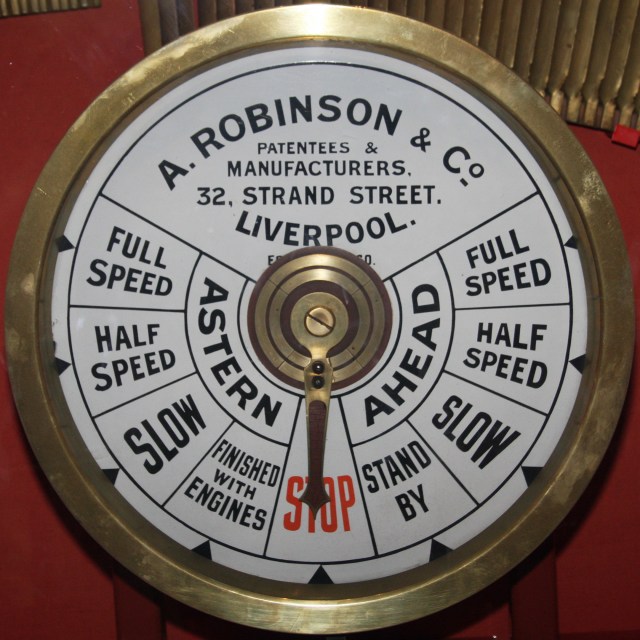 A. ROBINSON & Cº
PATENTEES &
MANUFACTURERS.
32, STRAND STREET.
LIVERPOOL.
FULL
SPEED
HALF
SPEED
SLOW
FINISHED
WITH
ENGINES
ASTERN
STOP
STAND
BY
AHEAD
SLOW
HALF
SPEED
FULL
SPEED